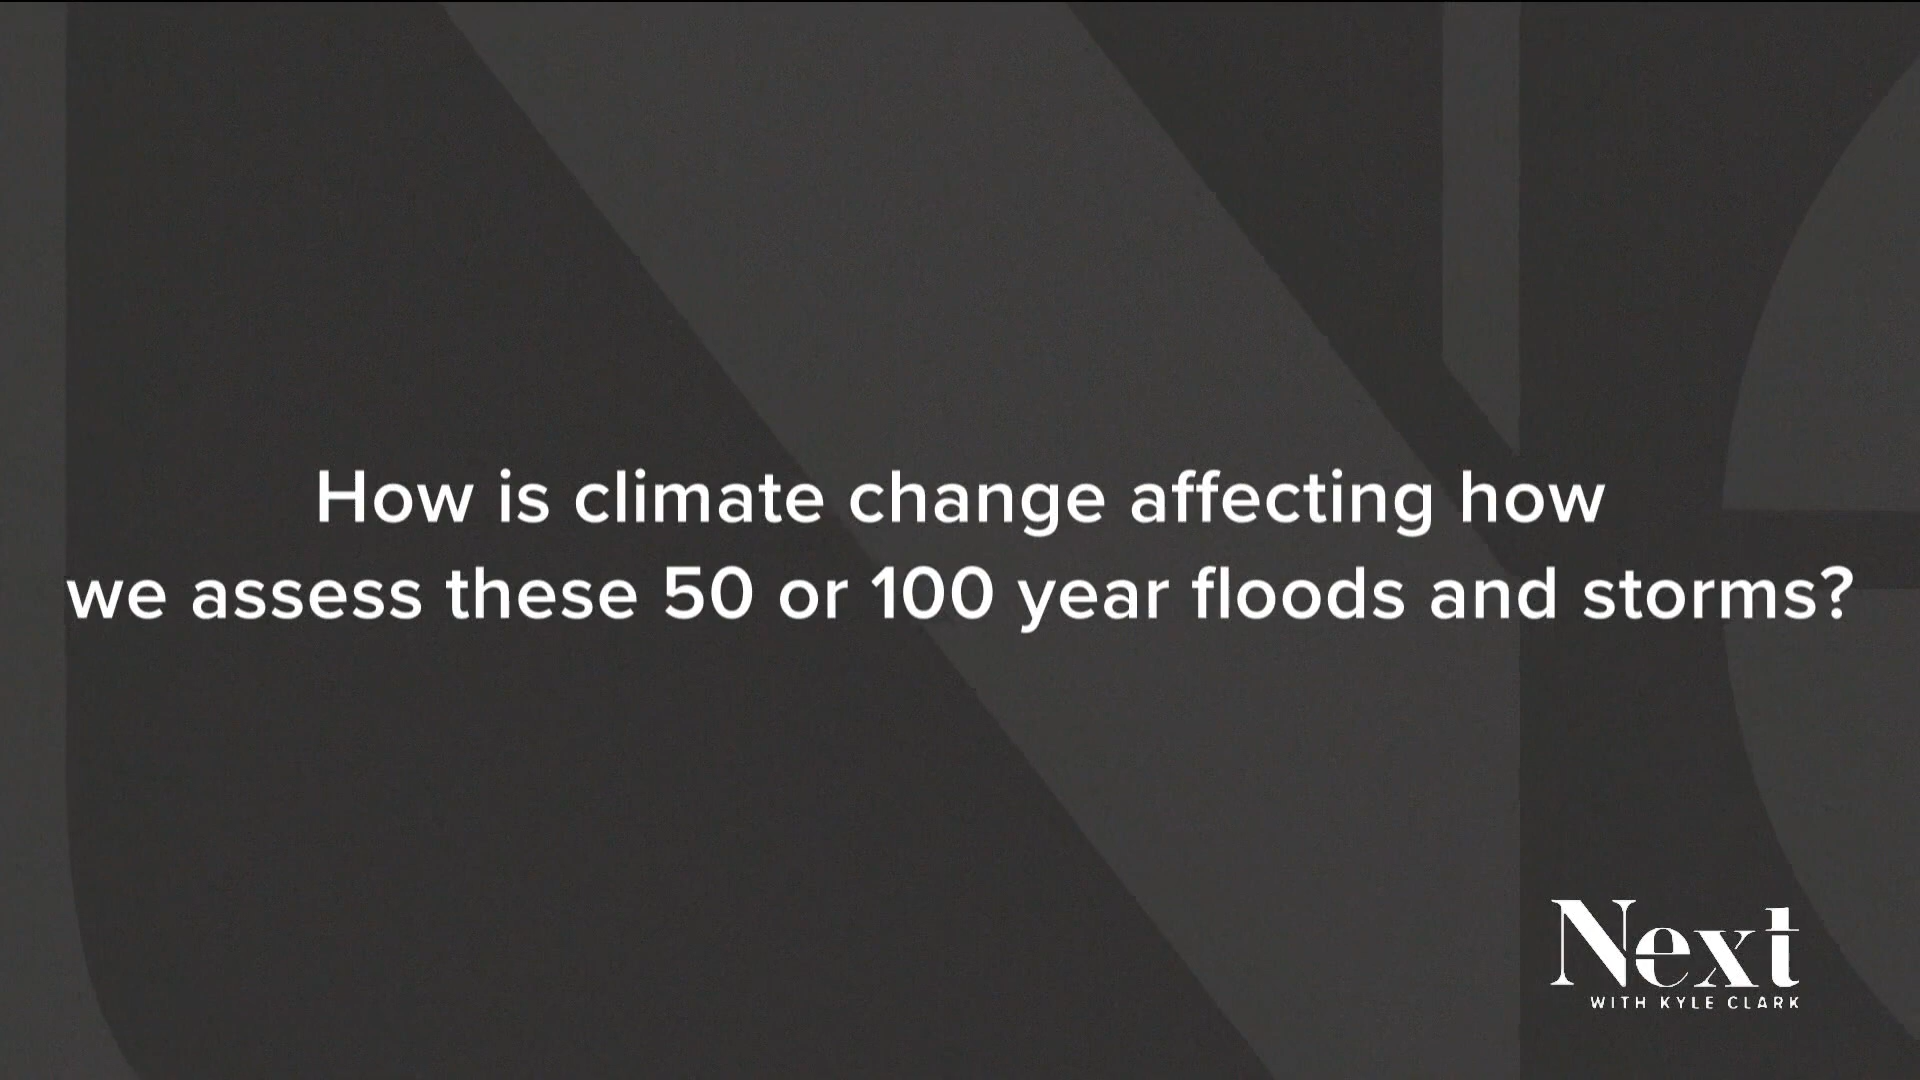 How is climate change affecting how
we assess these 50 or 100 year floods and storms?
Next
WITH KYLE CLARK